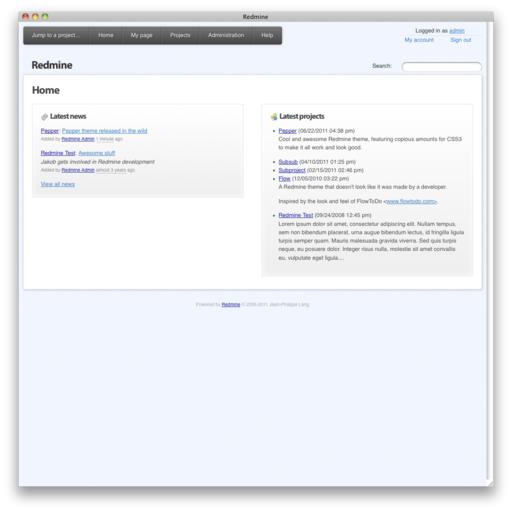 Redmine
Jump to a project... Home My page Projects Administration Help
Logged in as admin
My account Sign out
Redmine
Search:
Home
Latest news
Pepper: Pepper theme released in the wild
Added by Redmine Admin 1 minute ago
Redmine Test: Awesome stuff
Jakob gets involved in Redmine development
Added by Redmine Admin almost 3 years ago
View all news
Latest projects
Pepper (06/22/2011 04:38 pm)
Cool and awesome Redmine theme, featuring copious amounts for CSS3
to make it all work and look good.
Subsub (04/10/2011 01:25 pm)
Subproject (02/15/2011 02:46 pm)
Flow (12/05/2010 03:22 pm)
A Redmine theme that doesn't look like it was made by a developer.
Inspired by the look and feel of FlowToDo <www.flowtodo.com>.
Redmine Test (09/24/2008 12:45 pm)
Lorem ipsum dolor sit amet, consectetur adipiscing elit. Nullam tempus,
sem non bibendum placerat, urna augue bibendum lectus, id fringilla ligula
turpis semper quam. Mauris malesuada gravida viverra. Sed quis turpis
neque, eu posuere dolor. Integer risus nulla, molestie sit amet convallis
eu, vulputate eget ligula....
Powered by Redmine © 2006-2011 Jean-Philippe Lang